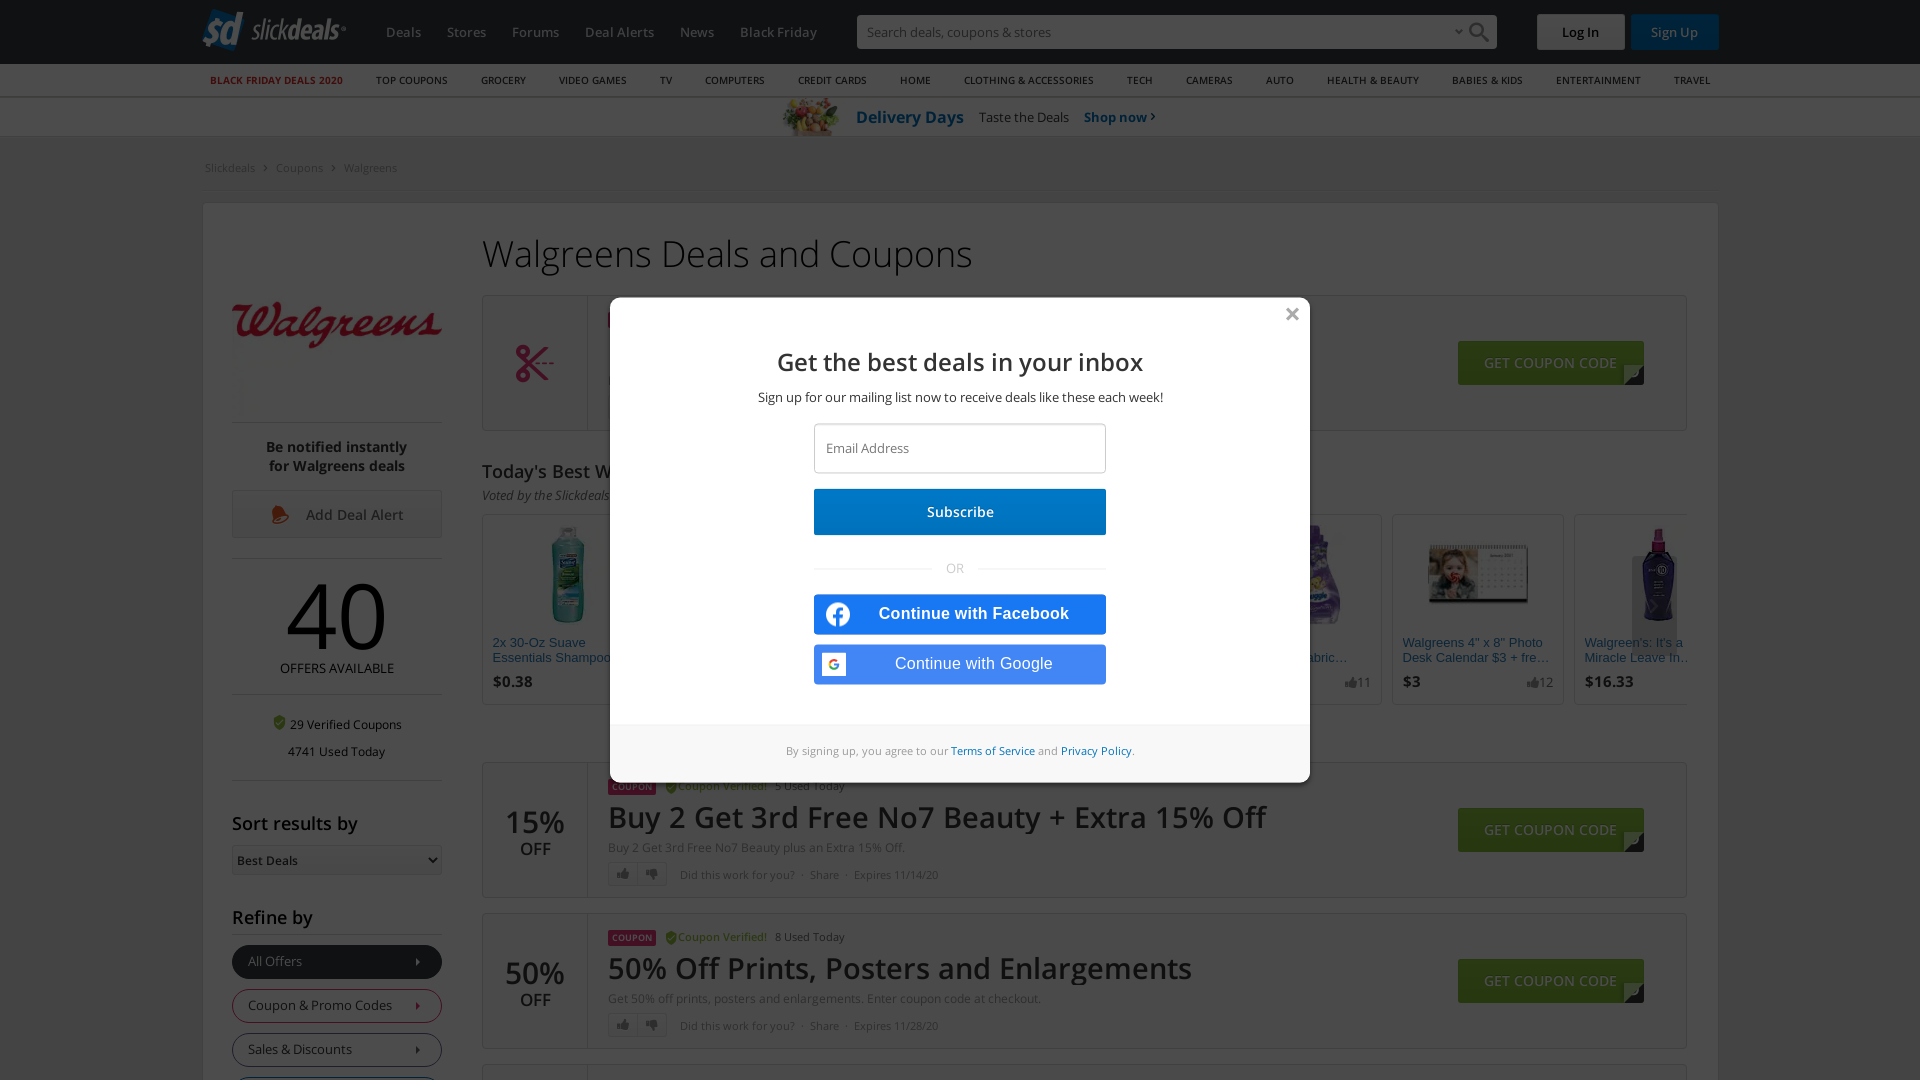 sd slickdeals
Deals
Stores
Forums
Deal Alerts
News
Black Friday
Search deals, coupons & stores
Log In
Sign Up
BLACK FRIDAY DEALS 2020
TOP COUPONS
GROCERY
VIDEO GAMES
TV
COMPUTERS
CREDIT CARDS
HOME
CLOTHING & ACCESSORIES
TECH
CAMERAS
AUTO
HEALTH & BEAUTY
BABIES & KIDS
ENTERTAINMENT
TRAVEL
Delivery Days Taste the Deals Shop now
Slickdeals Coupons Walgreens
Walgreens
Be notified instantly
for Walgreens deals
Add Deal Alert
40
OFFERS AVAILABLE
29 Verified Coupons
4741 Used Today
Sort results by
Best Deals
Refine by
All Offers
Coupon & Promo Codes
Sales & Discounts
Walgreens Deals and Coupons
GET COUPON CODE
Today's Best W
Voted by the Slickdeals
2x 30-Oz Suave
Essentials Shampoo
$0.38
abric…
11
Walgreens 4" x 8" Photo
Desk Calendar $3 + fre…
$3
12
Walgreen's: It's a
Miracle Leave In…
$16.33
Get the best deals in your inbox
Sign up for our mailing list now to receive deals like these each week!
Email Address
Subscribe
OR
Continue with Facebook
Continue with Google
By signing up, you agree to our Terms of Service and Privacy Policy.
15%
OFF
COUPON Coupon Verified! 5 Used Today
Buy 2 Get 3rd Free No7 Beauty + Extra 15% Off
Buy 2 Get 3rd Free No7 Beauty plus an Extra 15% Off.
Did this work for you? · Share · Expires 11/14/20
GET COUPON CODE
50%
OFF
COUPON Coupon Verified! 8 Used Today
50% Off Prints, Posters and Enlargements
Get 50% off prints, posters and enlargements. Enter coupon code at checkout.
Did this work for you? · Share · Expires 11/28/20
GET COUPON CODE